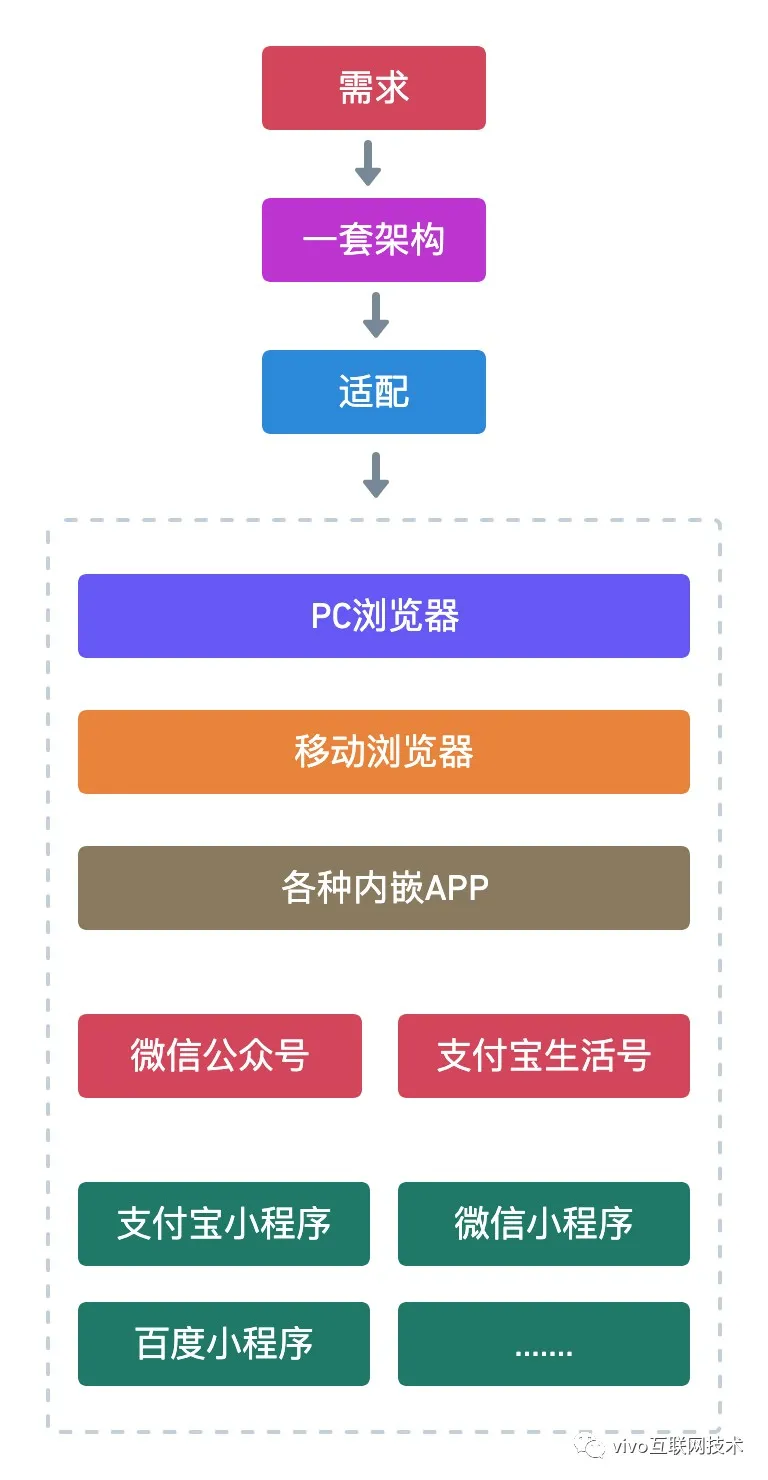 需求
一套架构
适配
PC浏览器
移动浏览器
各种内嵌APP
微信公众号
支付宝生活号
支付宝小程序
微信小程序
百度小程序
.......
vivo互联网技术